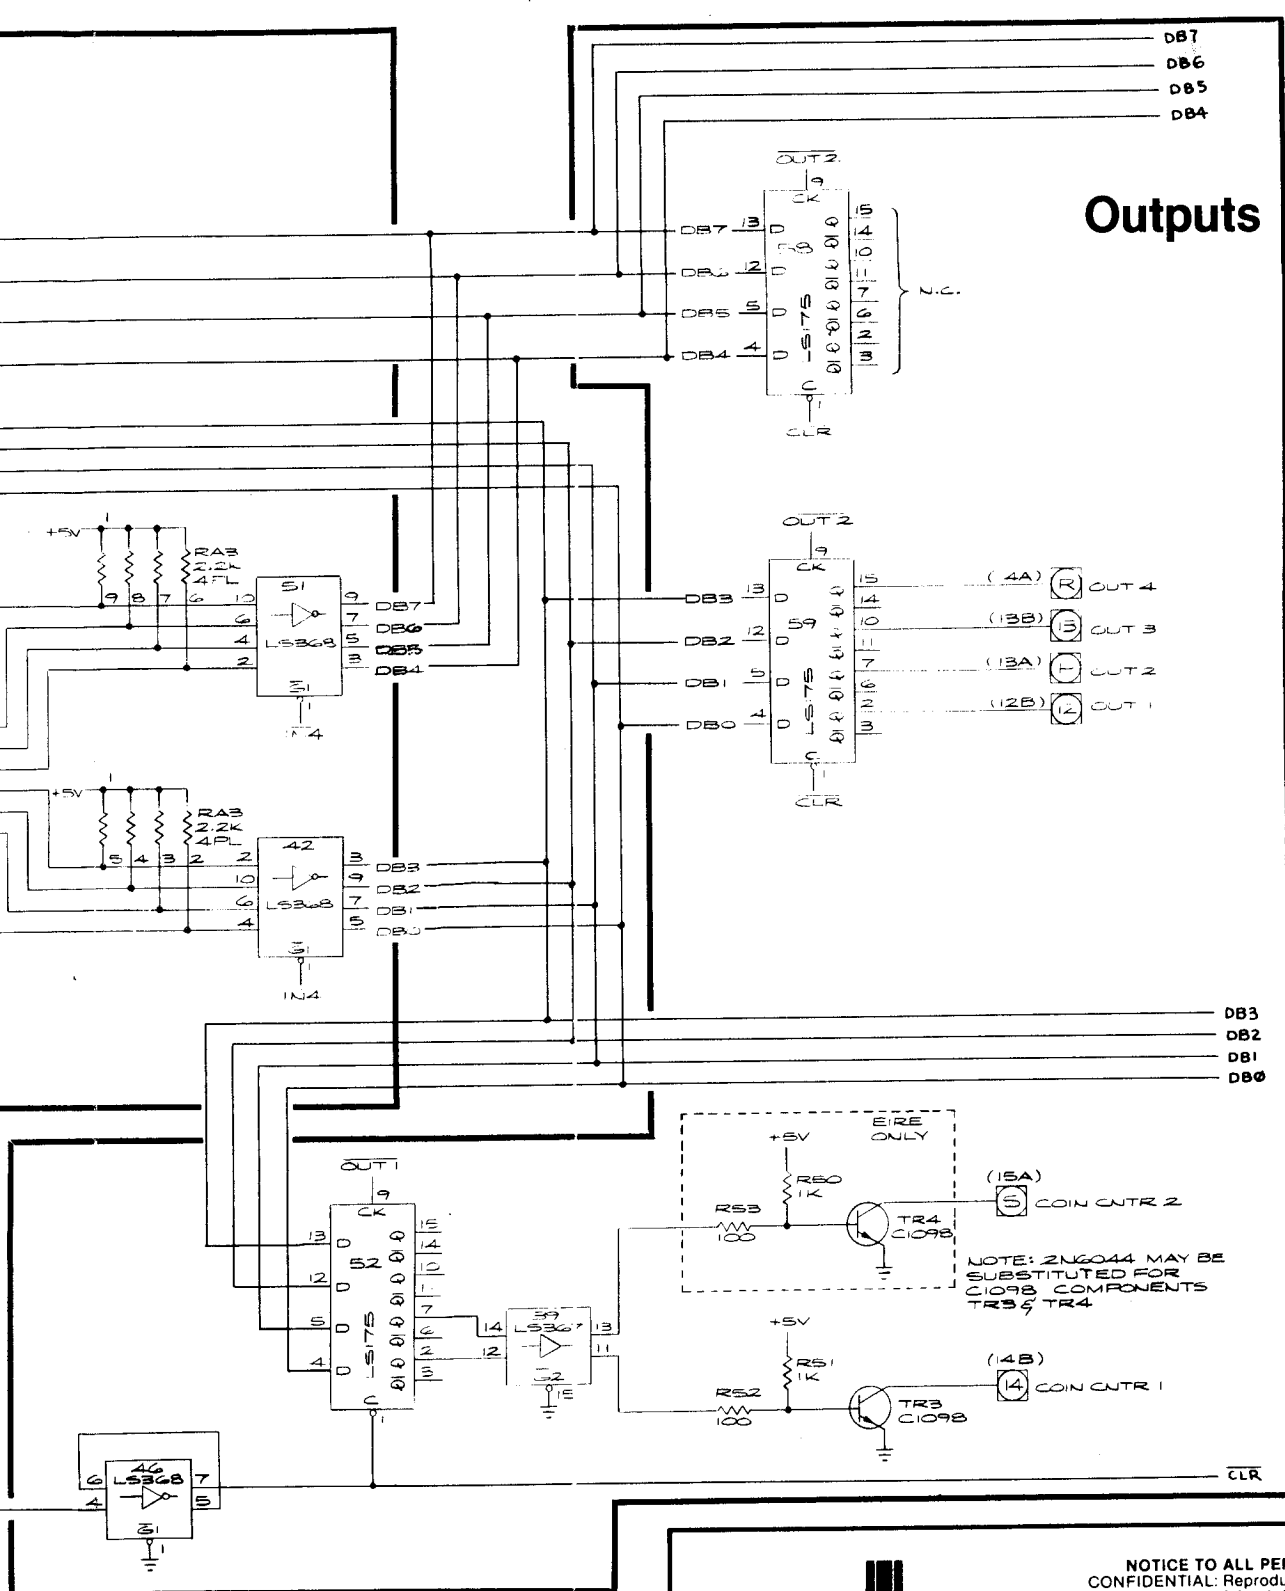 DB7
DB6
DB5
DB4
OUT 2
9
CK
Outputs
DB7 13 D
12 D
DB5 5 D
DB4 4 D
LS175
Q 15
Q 14
Q 10
Q 11
Q 7
Q 6
Q 2
Q 3
N.C.
C
1
CLR
+5V
1
RA3
2.2K
4PL
9 8 7 6
10
6
4
2
51
LS368
9 DB7
7 DB6
5 DB5
3 DB4
G1
1
IN4
OUT 2
9
CK
DB3 13 D
DB2 12 D
DB1 5 D
DB0 4 D
59
LS175
Q 15
Q 14
Q 10
Q 11
Q 7
Q 6
Q 2
Q 3
C
1
CLR
(4A) R OUT 4
(13B) OUT 3
(13A) OUT 2
(12B) 12 OUT 1
+5V
1
RA3
2.2K
4PL
5 4 3 2
2
10
6
4
42
LS368
3 DB3
9 DB2
7 DB1
5 DB0
G1
1
IN4
DB3
DB2
DB1
DB0
EIRE
ONLY
+5V
R50
1K
R53
100
TR4
C1098
(15A)
S COIN CNTR 2
NOTE: 2N6044 MAY BE
SUBSTITUTED FOR
C1098 COMPONENTS
TR3 & TR4
OUT 1
9
CK
13 D
12 D
5 D
4 D
52
LS175
Q 15
Q 14
Q 10
Q
Q 7
Q 6
Q 2
Q 3
C
1
14
12
39
LS367
13
11
G2
15
+5V
R51
1K
R52
100
TR3
C1098
(14B)
14 COIN CNTR 1
46
LS368
6
4
7
5
G1
1
CLR
NOTICE TO ALL PE
CONFIDENTIAL: Reprodu